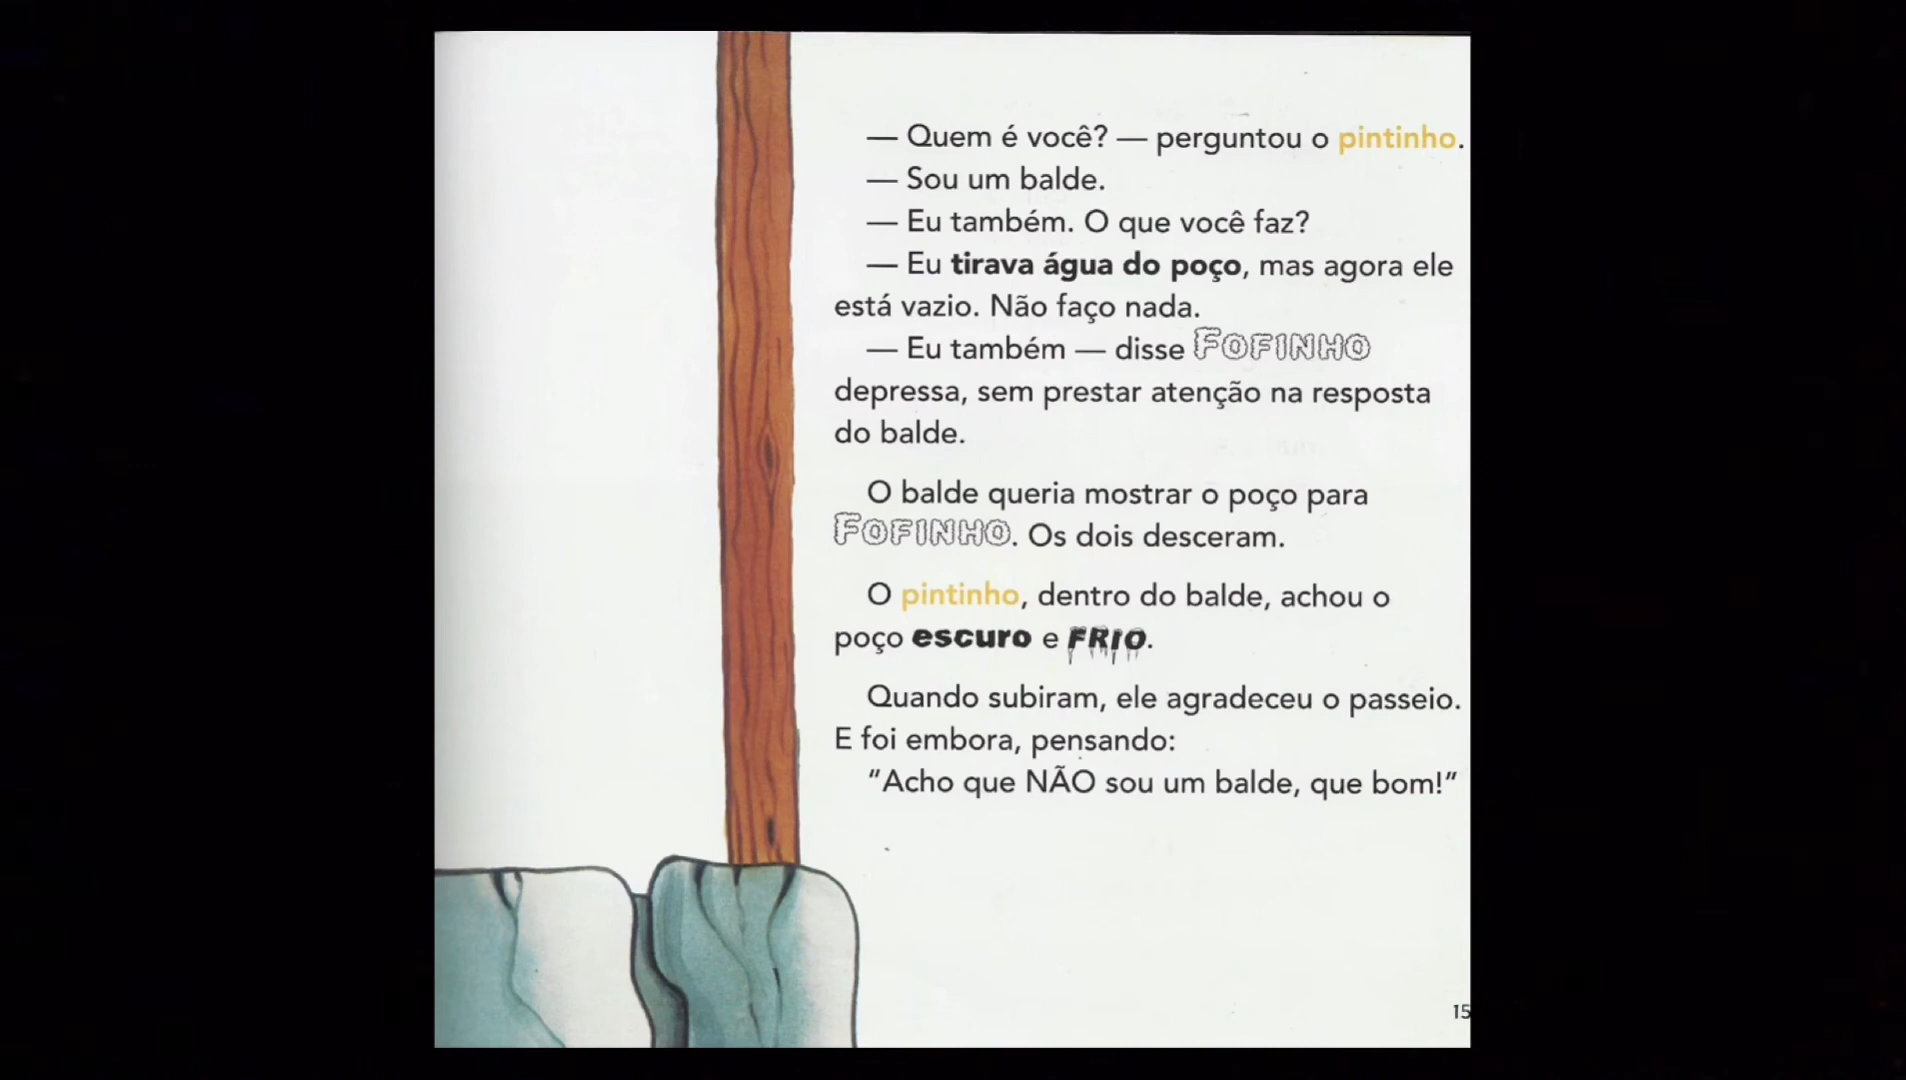 — Quem é você? — perguntou o pintinho.
— Sou um balde.
— Eu também. O que você faz?
— Eu tirava água do poço, mas agora ele
está vazio. Não faço nada.
— Eu também — disse FOFINHO
depressa, sem prestar atenção na resposta
do balde.
O balde queria mostrar o poço para
FOFINHO. Os dois desceram.
O pintinho, dentro do balde, achou o
poço escuro e FRIO.
Quando subiram, ele agradeceu o passeio.
E foi embora, pensando:
“Acho que NÃO sou um balde, que bom!”
15